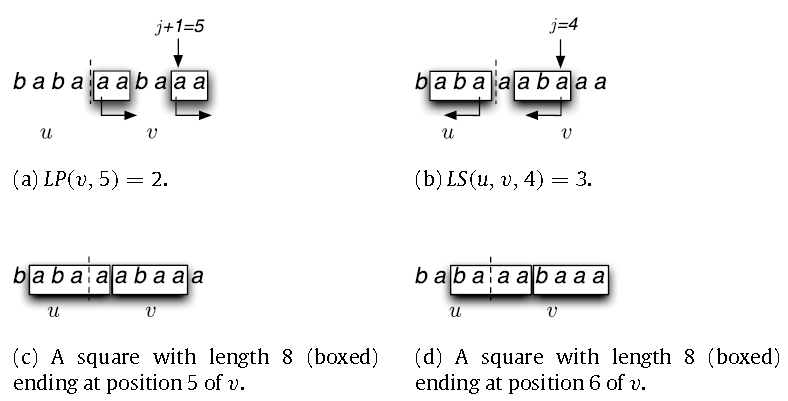 j+1=5
b a b a a a b a a a
u v
(a) LP(v, 5) = 2.
j=4
b a b a a a b a a a
u v
(b) LS(u, v, 4) = 3.
b a b a a a b a a a
u v
(c) A square with length 8 (boxed)
ending at position 5 of v.
b a b a a a b a a a
u v
(d) A square with length 8 (boxed)
ending at position 6 of v.